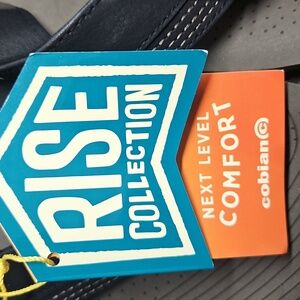 RISE
COLLECTION
NEXT LEVEL
COMFORT
cobian